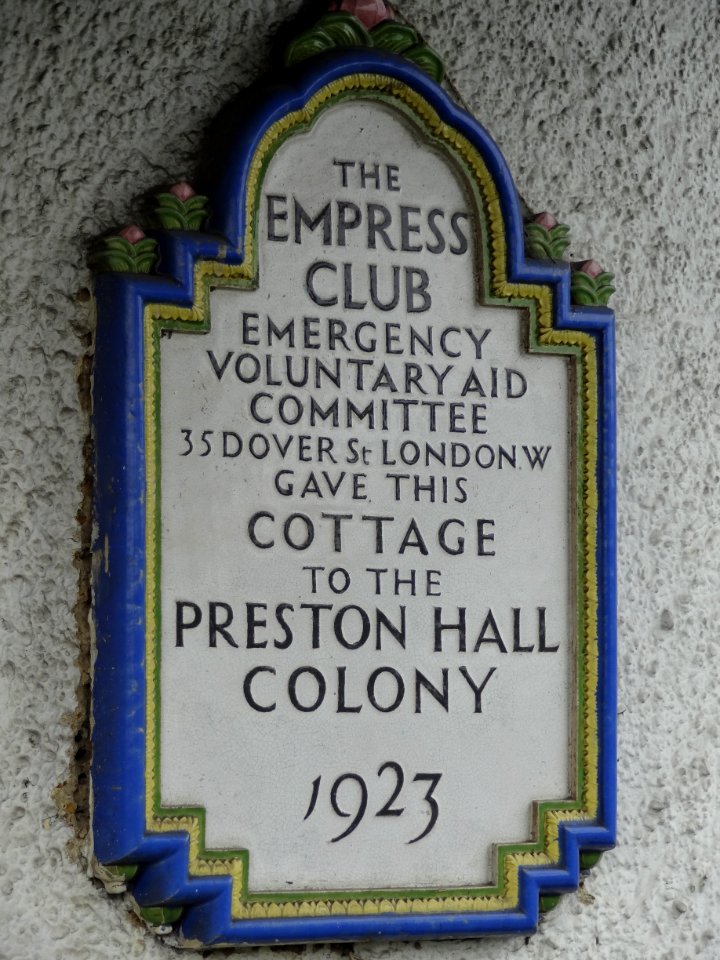 THE
EMPRESS
CLUB
EMERGENCY
VOLUNTARY AID
COMMITTEE
35 DOVER St LONDON.W
GAVE THIS
COTTAGE
TO THE
PRESTON HALL
COLONY
1923